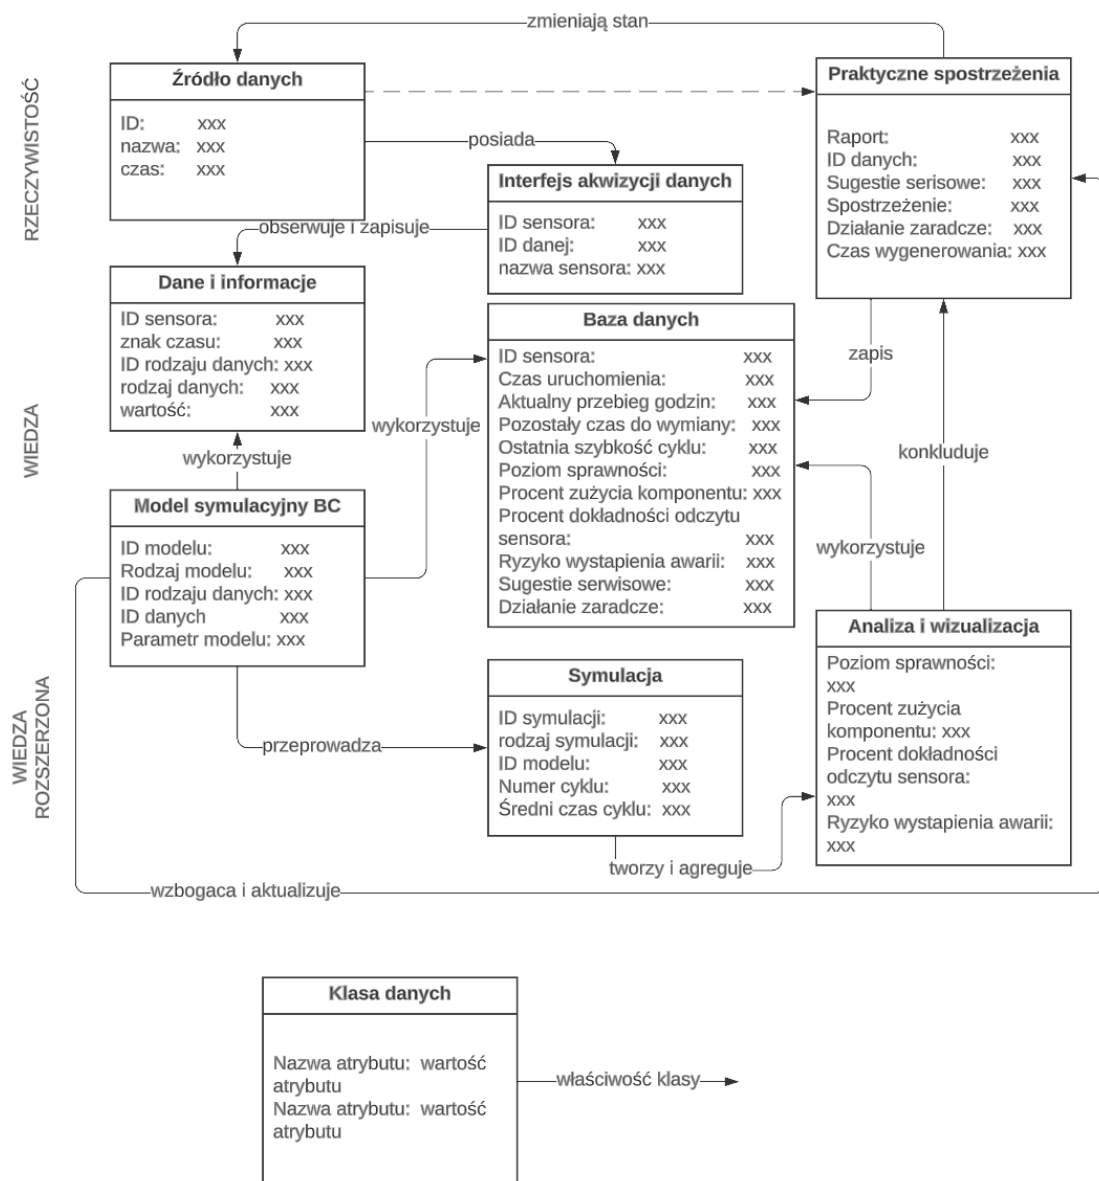 zmieniają stan
RZECZYWISTOŚĆ
Źródło danych
ID: xxx
nazwa: xxx
czas: xxx
Praktyczne spostrzeżenia
Raport: xxx
ID danych: xxx
Sugestie serisowe: xxx
Spostrzeżenie: xxx
Działanie zaradcze: xxx
Czas wygenerowania: xxx
posiada
Interfejs akwizycji danych
ID sensora: xxx
ID danej: xxx
nazwa sensora: xxx
obserwuje i zapisuje
WIEDZA
Dane i informacje
ID sensora: xxx
znak czasu: xxx
ID rodzaju danych: xxx
rodzaj danych: xxx
wartość: xxx
Baza danych
ID sensora: xxx
Czas uruchomienia: xxx
Aktualny przebieg godzin: xxx
Pozostały czas do wymiany: xxx
Ostatnia szybkość cyklu: xxx
Poziom sprawności: xxx
Procent zużycia komponentu: xxx
Procent dokładności odczytu
sensora: xxx
Ryzyko wystapienia awarii: xxx
Sugestie serwisowe: xxx
Działanie zaradcze: xxx
zapis
wykorzystuje
wykorzystuje
konkluduje
wykorzystuje
Model symulacyjny BC
ID modelu: xxx
Rodzaj modelu: xxx
ID rodzaju danych: xxx
ID danych xxx
Parametr modelu: xxx
WIEDZA
ROZSZERZONA
Analiza i wizualizacja
Poziom sprawności:
xxx
Procent zużycia
komponentu: xxx
Procent dokładności
odczytu sensora:
xxx
Ryzyko wystapienia awarii:
xxx
Symulacja
ID symulacji: xxx
rodzaj symulacji: xxx
ID modelu: xxx
Numer cyklu: xxx
Średni czas cyklu: xxx
przeprowadza
tworzy i agreguje
wzbogaca i aktualizuje
Klasa danych
Nazwa atrybutu: wartość
atrybutu
Nazwa atrybutu: wartość
atrybutu
właściwość klasy